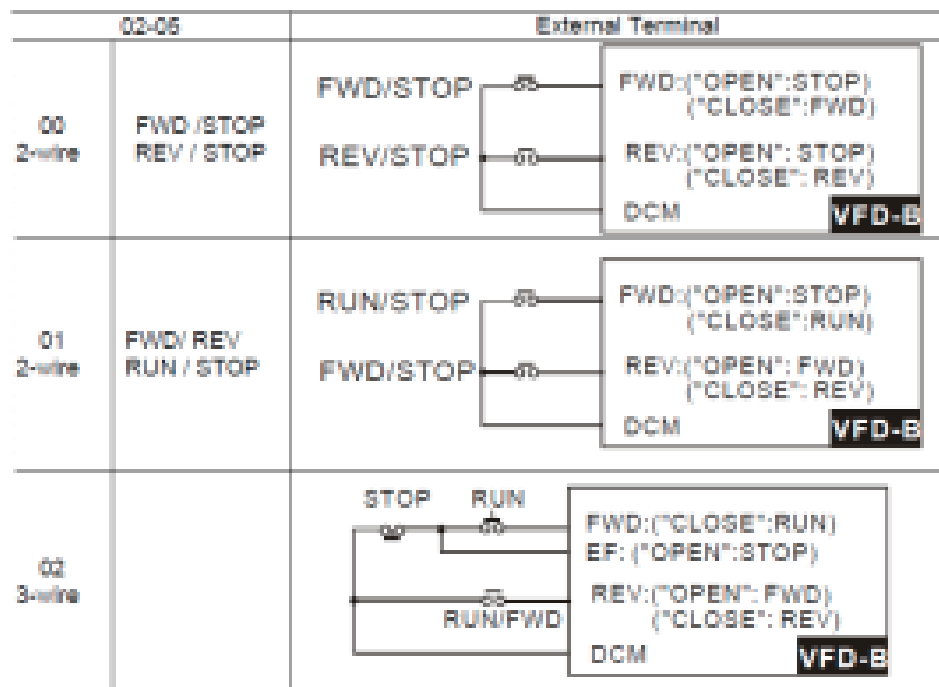 02-05 External Terminal
00
2-wire
FWD /STOP
REV / STOP
FWD/STOP
REV/STOP
FWD:("OPEN":STOP)
("CLOSE":FWD)
REV:("OPEN": STOP)
("CLOSE": REV)
DCM
VFD-B
01
2-wire
FWD/ REV
RUN / STOP
RUN/STOP
FWD/STOP
FWD:("OPEN":STOP)
("CLOSE":RUN)
REV:("OPEN": FWD)
("CLOSE": REV)
DCM
VFD-B
02
3-wire
STOP RUN
RUN/FWD
FWD:("CLOSE":RUN)
EF: ("OPEN":STOP)
REV:("OPEN": FWD)
("CLOSE": REV)
DCM
VFD-B